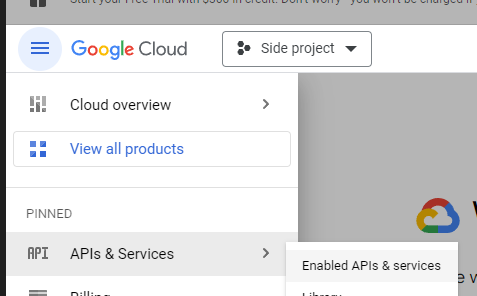 Start your Free Trial with $300 in credit. Don't worry - you won't be charged if
Google Cloud
Side project
Cloud overview
View all products
PINNED
API APIs & Services
Enabled APIs & services
Billing
Library